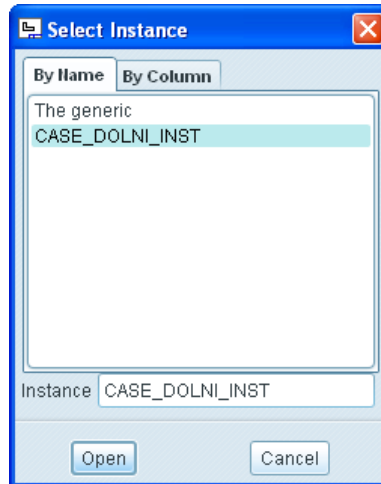 Select Instance
By Name By Column
The generic
CASE_DOLNI_INST
Instance CASE_DOLNI_INST
Open Cancel